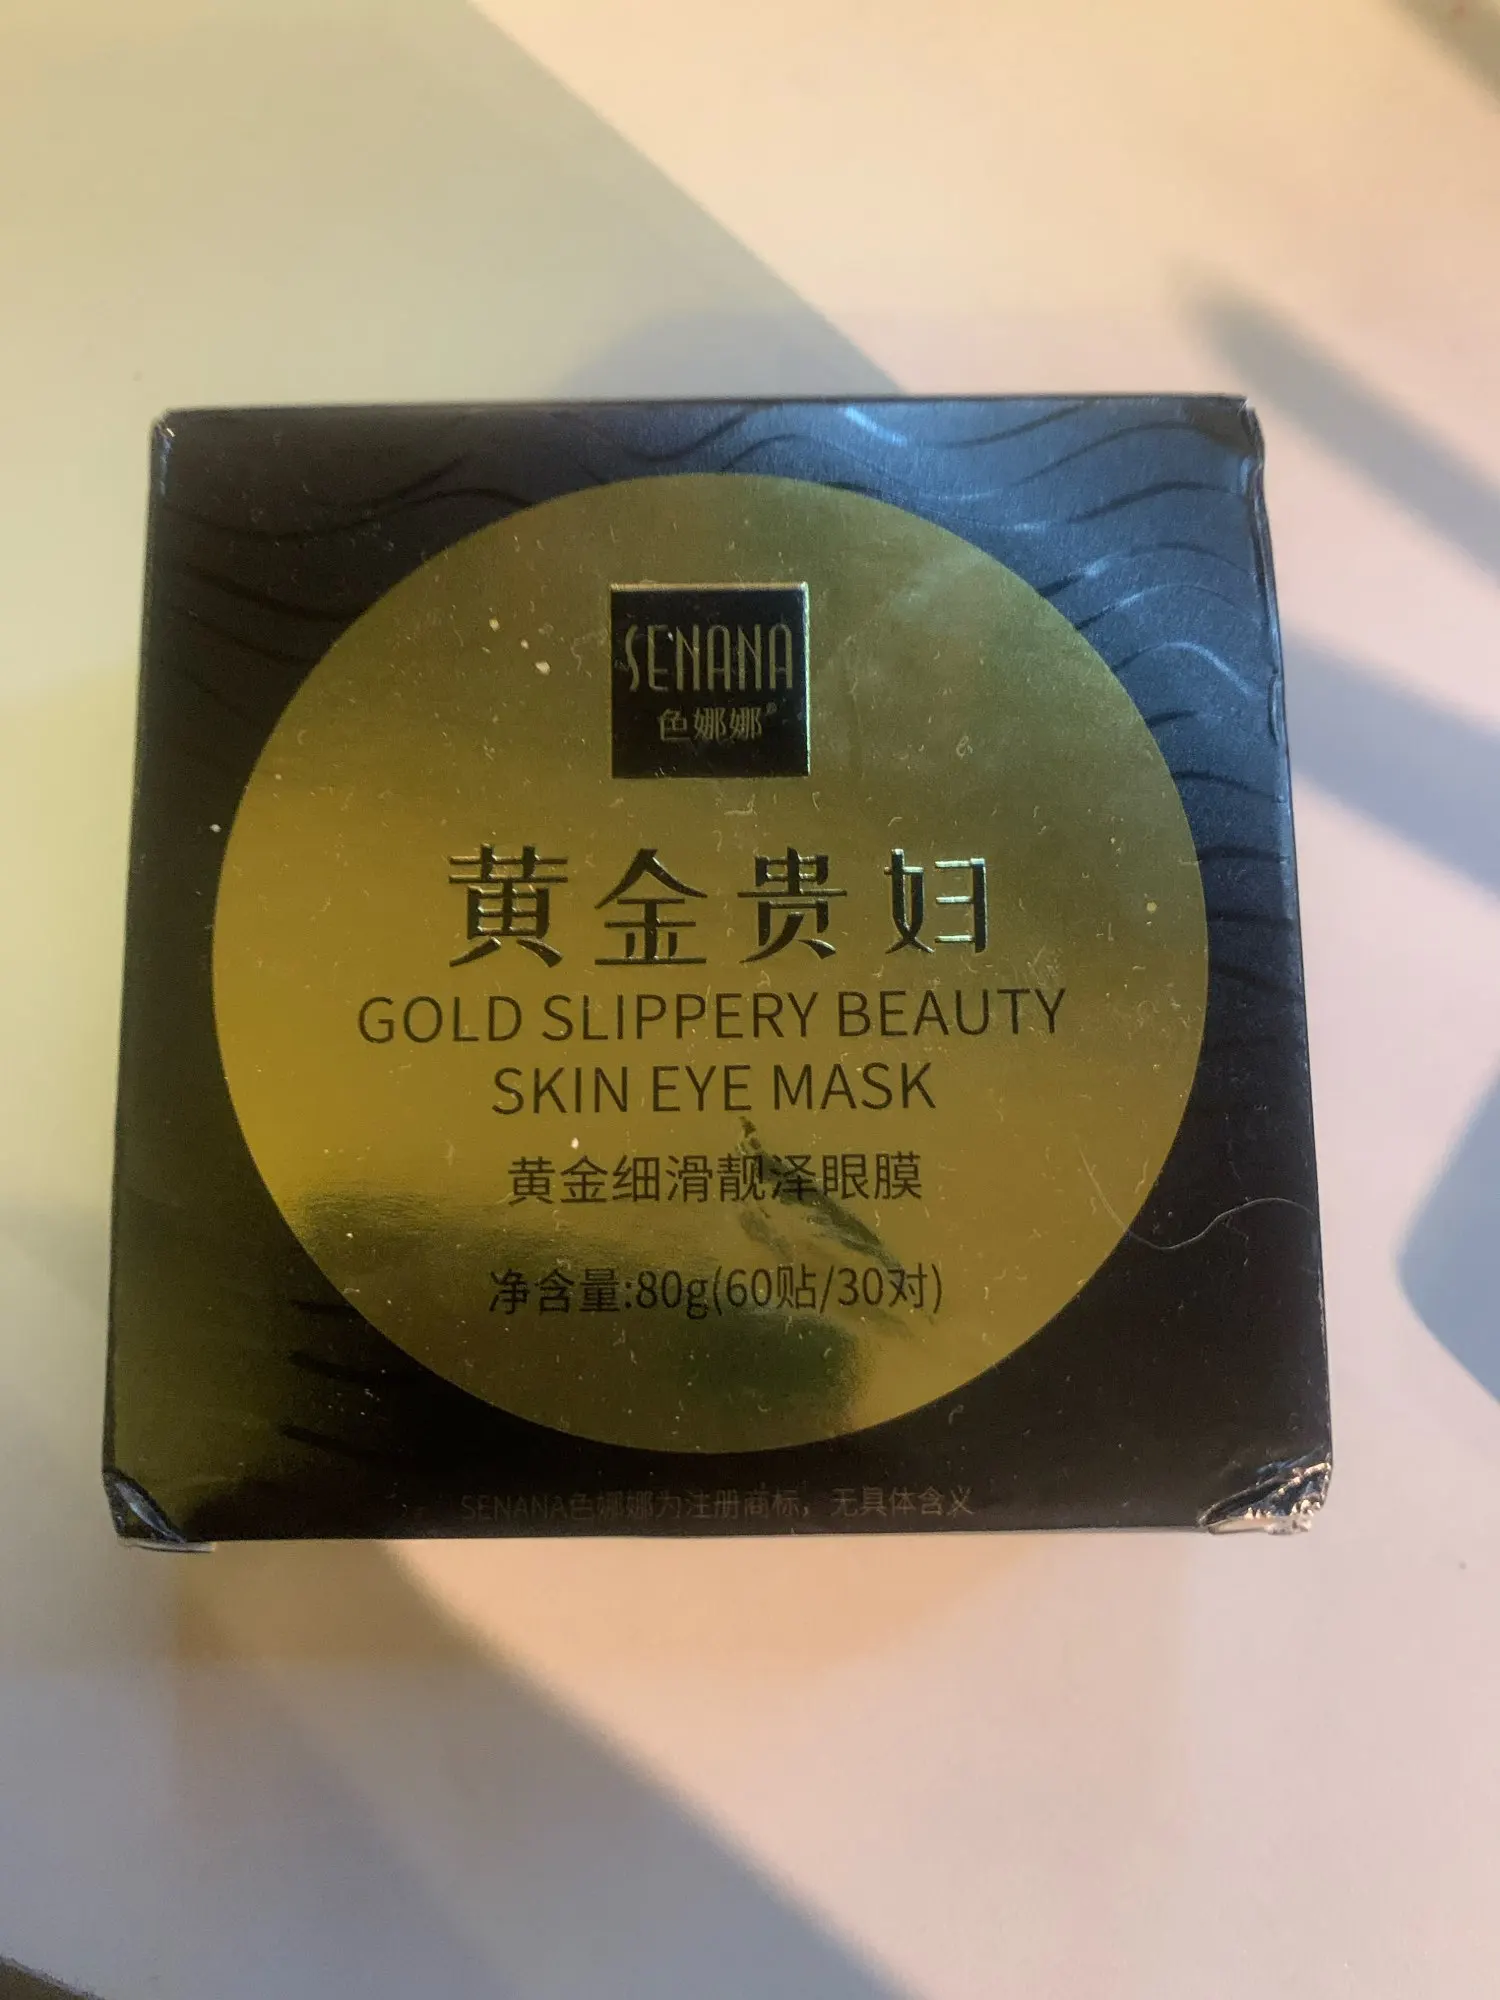 SENANA
色娜娜®
黄金贵妇
GOLD SLIPPERY BEAUTY
SKIN EYE MASK
黄金细滑靓泽眼膜
净含量:80g(60贴/30对)
SENANA色娜娜为注册商标，无具体含义